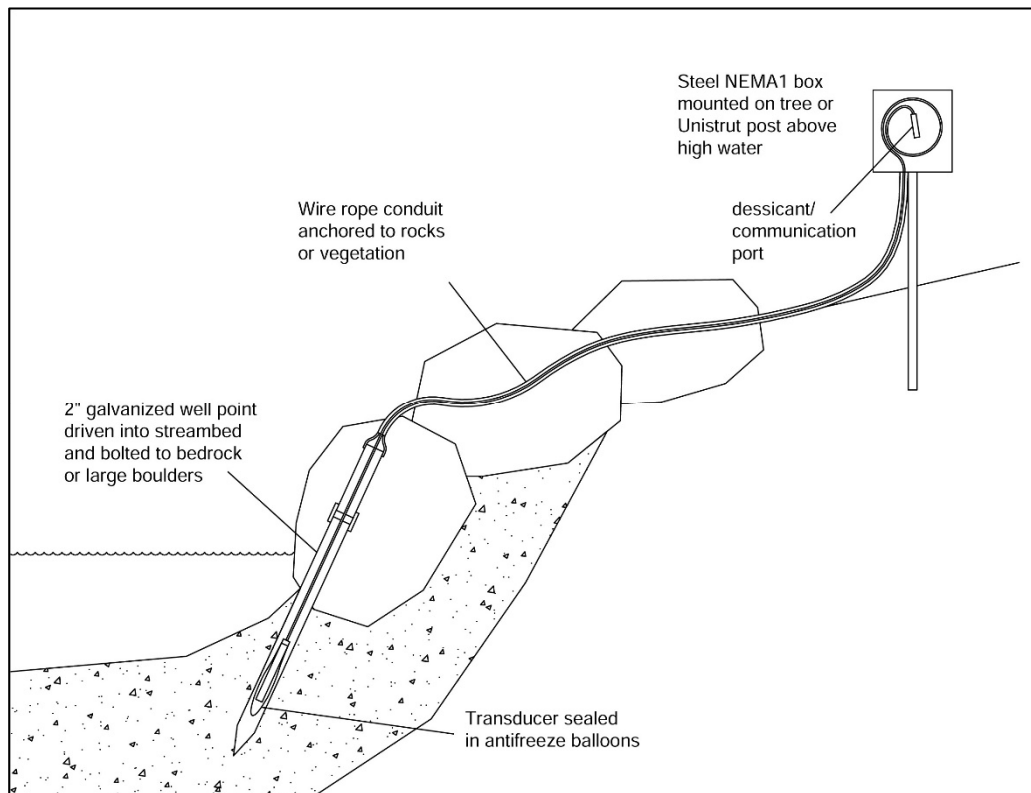 Steel NEMA1 box
mounted on tree or
Unistrut post above
high water
dessicant/
communication
port
Wire rope conduit
anchored to rocks
or vegetation
2" galvanized well point
driven into streambed
and bolted to bedrock
or large boulders
Transducer sealed
in antifreeze balloons